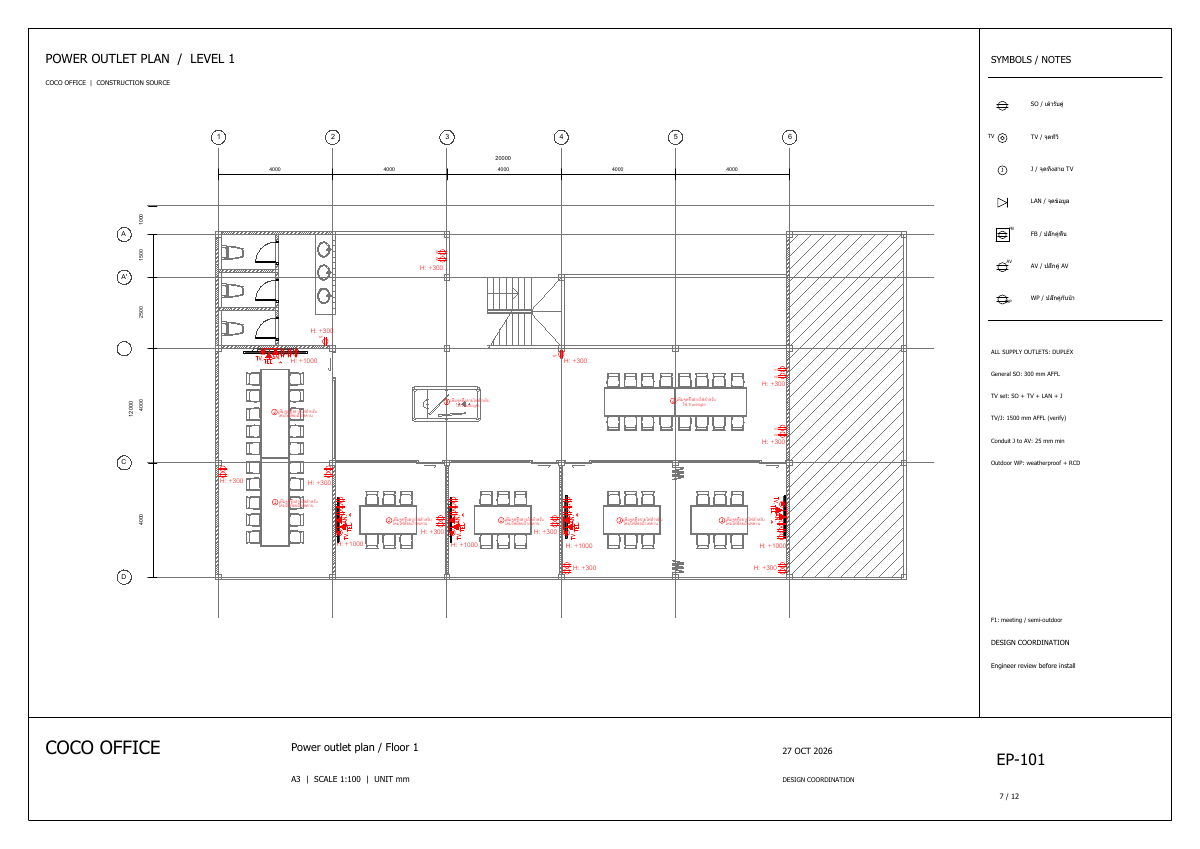 POWER OUTLET PLAN / LEVEL 1
COCO OFFICE | CONSTRUCTION SOURCE
SYMBOLS / NOTES
SO / เต้ารับคู่
TV
TV / จุดทีวี
J
J / จุดดึงสาย TV
LAN / จุดข้อมูล
FB / ปลั๊กคู่พื้น
AV
AV / ปลั๊กคู่ AV
WP
WP / ปลั๊กคู่กันน้ำ
ALL SUPPLY OUTLETS: DUPLEX
General SO: 300 mm AFFL
TV set: SO + TV + LAN + J
TV/J: 1500 mm AFFL (verify)
Conduit J to AV: 25 mm min
Outdoor WP: weatherproof + RCD
F1: meeting / semi-outdoor
DESIGN COORDINATION
Engineer review before install
1 2 3 4 5 6
20000
4000 4000 4000 4000 4000
1000
A
1500
A'
2500
12000
4000
C
4000
D
H: +300
H: +300
H: +1000
H: +300
H: +300
H: +300
H: +300
H: +300
H: +300
H: +300
H: +1000
H: +1000
H: +1000
H: +1000
H: +300
H: +300
COCO OFFICE
Power outlet plan / Floor 1
A3 | SCALE 1:100 | UNIT mm
27 OCT 2026
DESIGN COORDINATION
EP-101
7 / 12